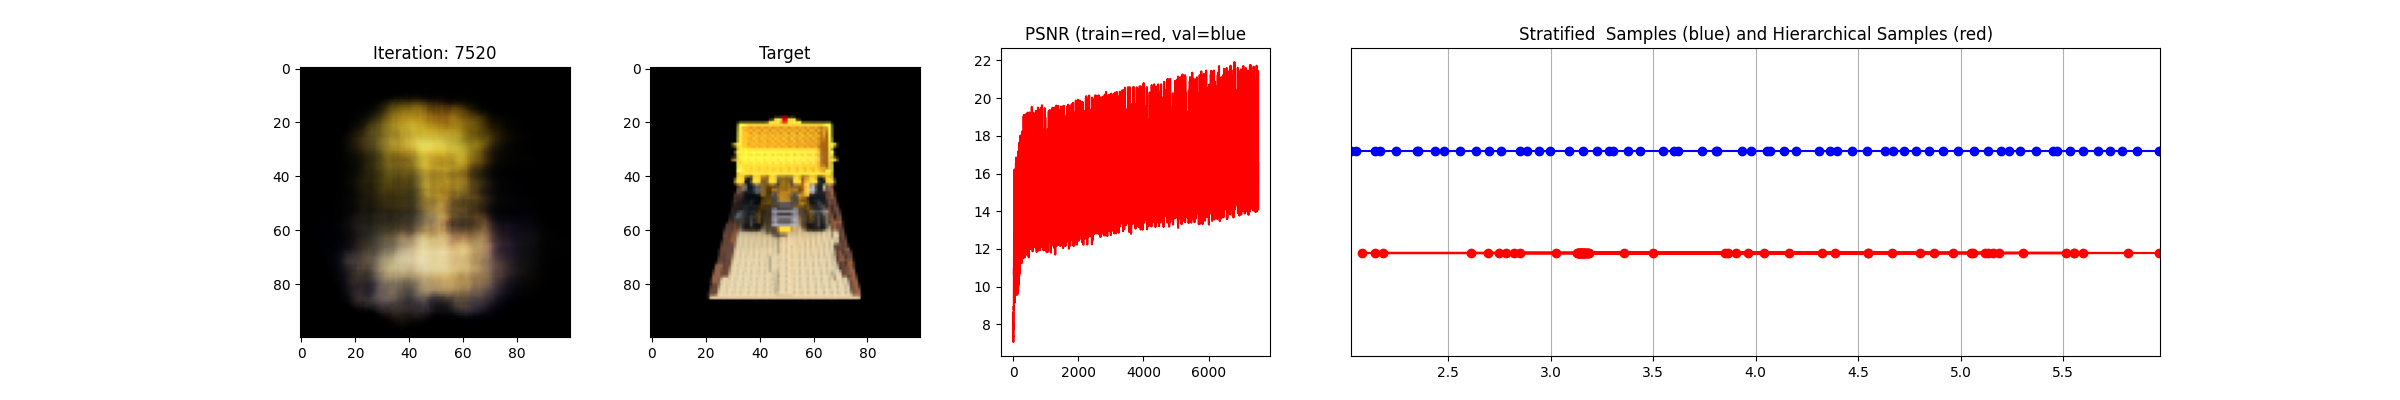 Iteration: 7520
0
20
40
60
80
0 20 40 60 80
Target
0
20
40
60
80
0 20 40 60 80
PSNR (train=red, val=blue
22
20
18
16
14
12
10
8
0 2000 4000 6000
Stratified  Samples (blue) and Hierarchical Samples (red)
2.5 3.0 3.5 4.0 4.5 5.0 5.5